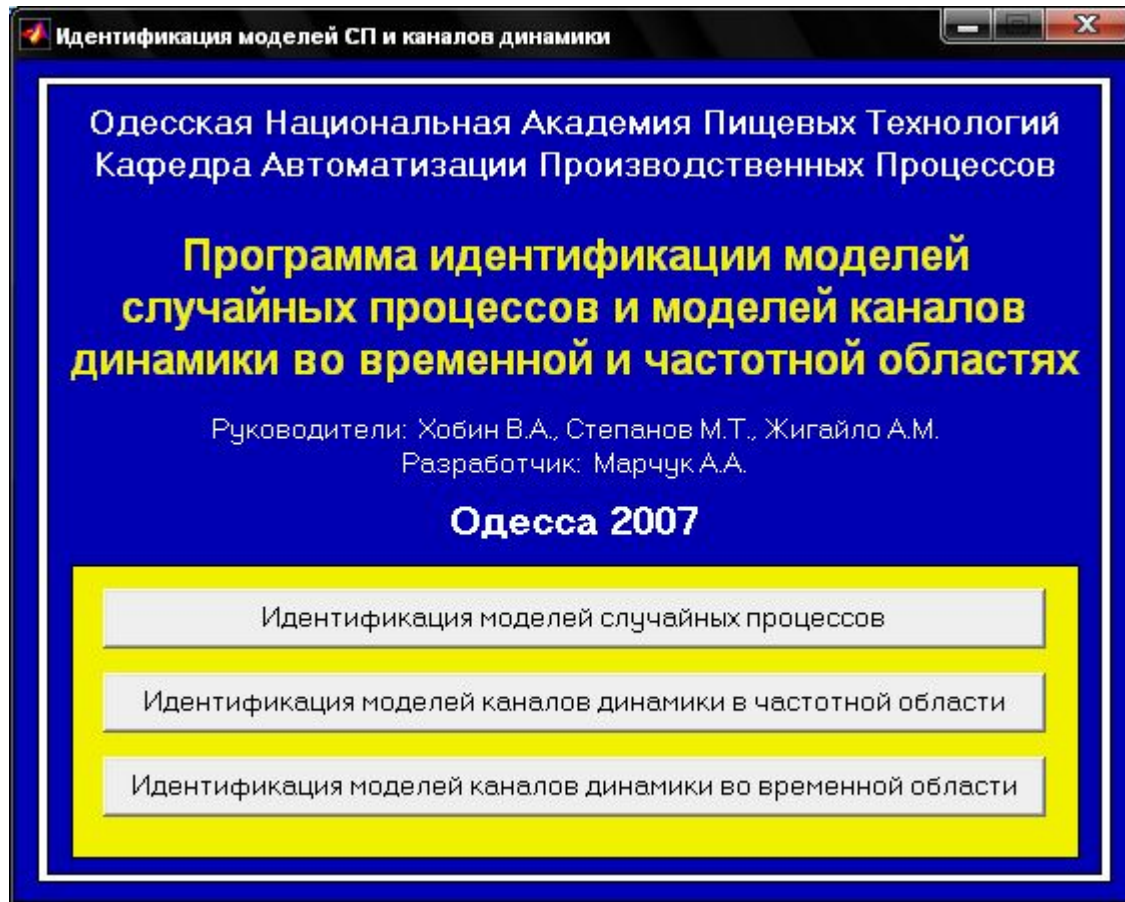 Идентификация моделей СП и каналов динамики
Одесская Национальная Академия Пищевых Технологий
Кафедра Автоматизации Производственных Процессов
Программа идентификации моделей
случайных процессов и моделей каналов
динамики во временной и частотной областях
Руководители: Хобин В.А., Степанов М.Т., Жигайло А.М.
Разработчик: Марчук А.А.
Одесса 2007
Идентификация моделей случайных процессов
Идентификация моделей каналов динамики в частотной области
Идентификация моделей каналов динамики во временной области